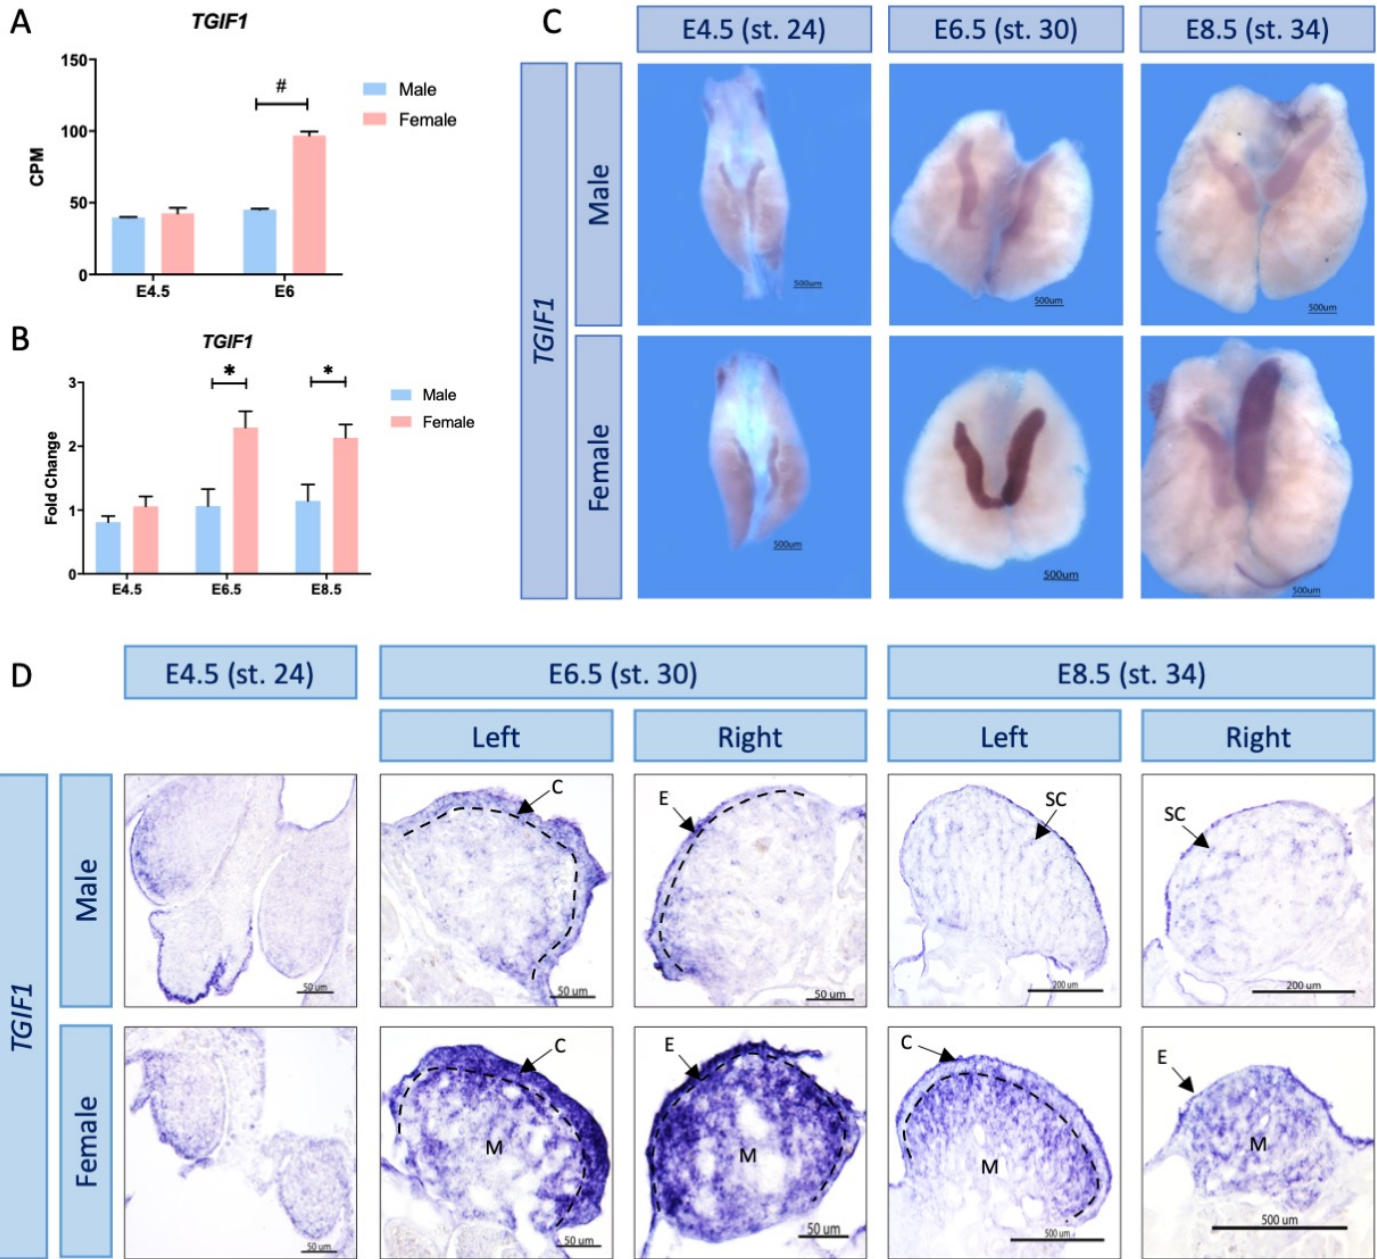 A
TGIF1
150
100
50
0
CPM
#
E4.5 E6
Male
Female
B
TGIF1
3
2
1
0
Fold Change
* *
E4.5 E6.5 E8.5
Male
Female
C
E4.5 (st. 24) E6.5 (st. 30) E8.5 (st. 34)
TGIF1
Male
500um 500um 500um
Female
500um 500um 500um
D
E4.5 (st. 24) E6.5 (st. 30) E8.5 (st. 34)
Left Right Left Right
TGIF1
Male
C E SC SC
50 um 50 um 50 um 200 um 200 um
Female
C E C E
M M M M
50 um 50 um 50 um 500 um 500 um